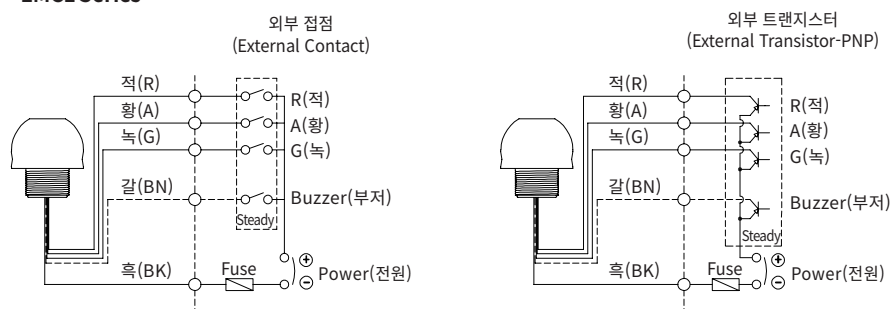 외부 접점
(External Contact)
적(R)
황(A)
녹(G)
갈(BN)
흑(BK)
R(적)
A(황)
G(녹)
Buzzer(부저)
Steady
Fuse
⊕
⊖
Power(전원)
외부 트랜지스터
(External Transistor-PNP)
적(R)
황(A)
녹(G)
갈(BN)
흑(BK)
R(적)
A(황)
G(녹)
Buzzer(부저)
Steady
Fuse
⊕
⊖
Power(전원)